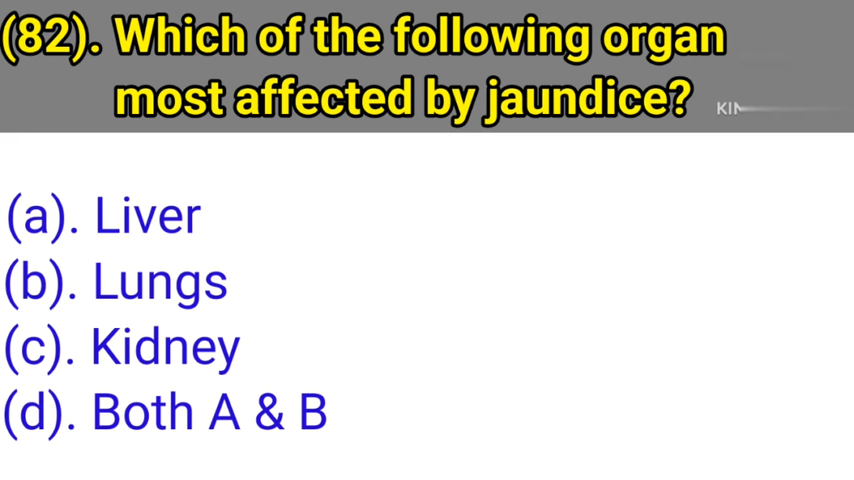 (82). Which of the following organ
most affected by jaundice?
(a). Liver
(b). Lungs
(c). Kidney
(d). Both A & B